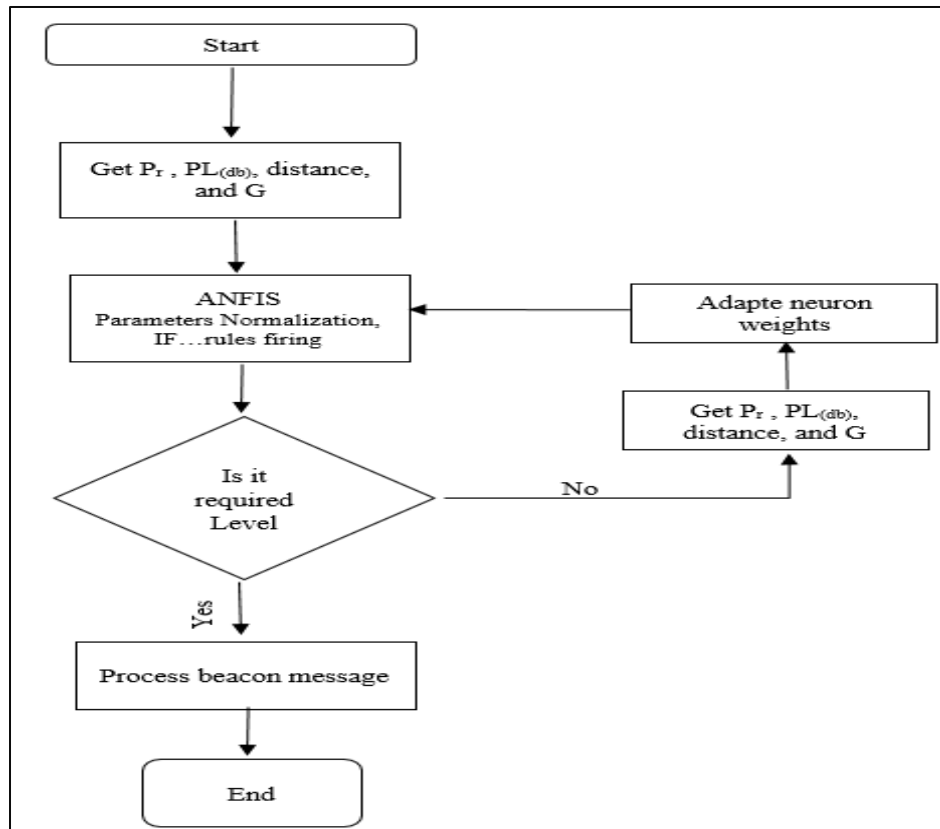 Start
Get Pr , PL(db), distance,
and G
ANFIS
Parameters Normalization,
IF…rules firing
Adapte neuron
weights
Get Pr , PL(db),
distance, and G
Is it
required
Level
No
Yes
Process beacon message
End